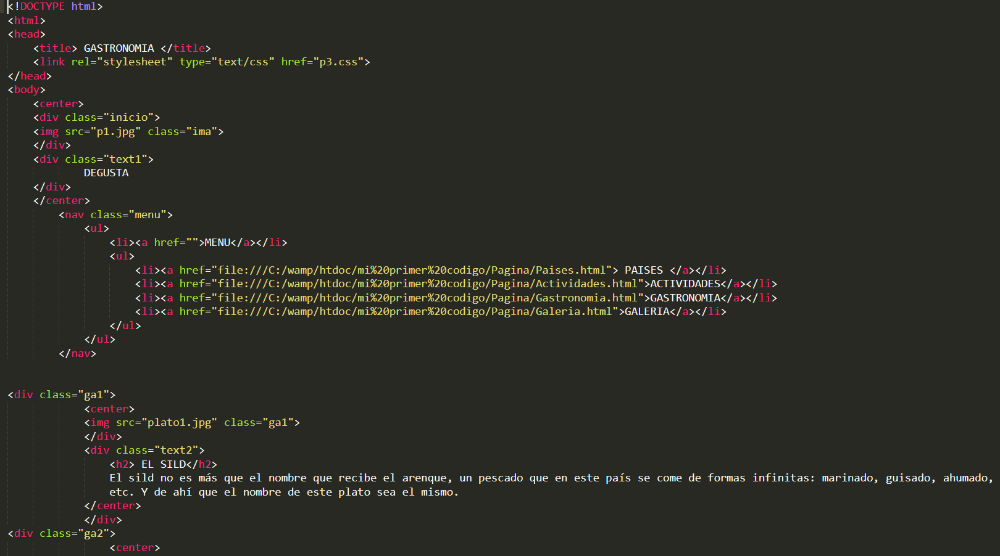 <!DOCTYPE html>
<html>
<head>
    <title> GASTRONOMIA </title>
    <link rel="stylesheet" type="text/css" href="p3.css">
</head>
<body>
    <center>
    <div class="inicio">
    <img src="p1.jpg" class="ima">
    </div>
    <div class="text1">
            DEGUSTA
    </div>
    </center>
        <nav class="menu">
            <ul>
                <li><a href="">MENU</a></li>
                <ul>
                    <li><a href="file:///C:/wamp/htdoc/mi%20primer%20codigo/Pagina/Paises.html"> PAISES </a></li>
                    <li><a href="file:///C:/wamp/htdoc/mi%20primer%20codigo/Pagina/Actividades.html">ACTIVIDADES</a></li>
                    <li><a href="file:///C:/wamp/htdoc/mi%20primer%20codigo/Pagina/Gastronomia.html">GASTRONOMIA</a></li>
                    <li><a href="file:///C:/wamp/htdoc/mi%20primer%20codigo/Pagina/Galeria.html">GALERIA</a></li>
                </ul>
            </ul>
        </nav>
<div class="ga1">
            <center>
            <img src="plato1.jpg" class="ga1">
            </div>
            <div class="text2">
                <h2> EL SILD</h2>
                El sild no es más que el nombre que recibe el arenque, un pescado que en este país se come de formas infinitas: marinado, guisado, ahumado,
                etc. Y de ahí que el nombre de este plato sea el mismo.
            </center>
            </div>
<div class="ga2">
                <center>